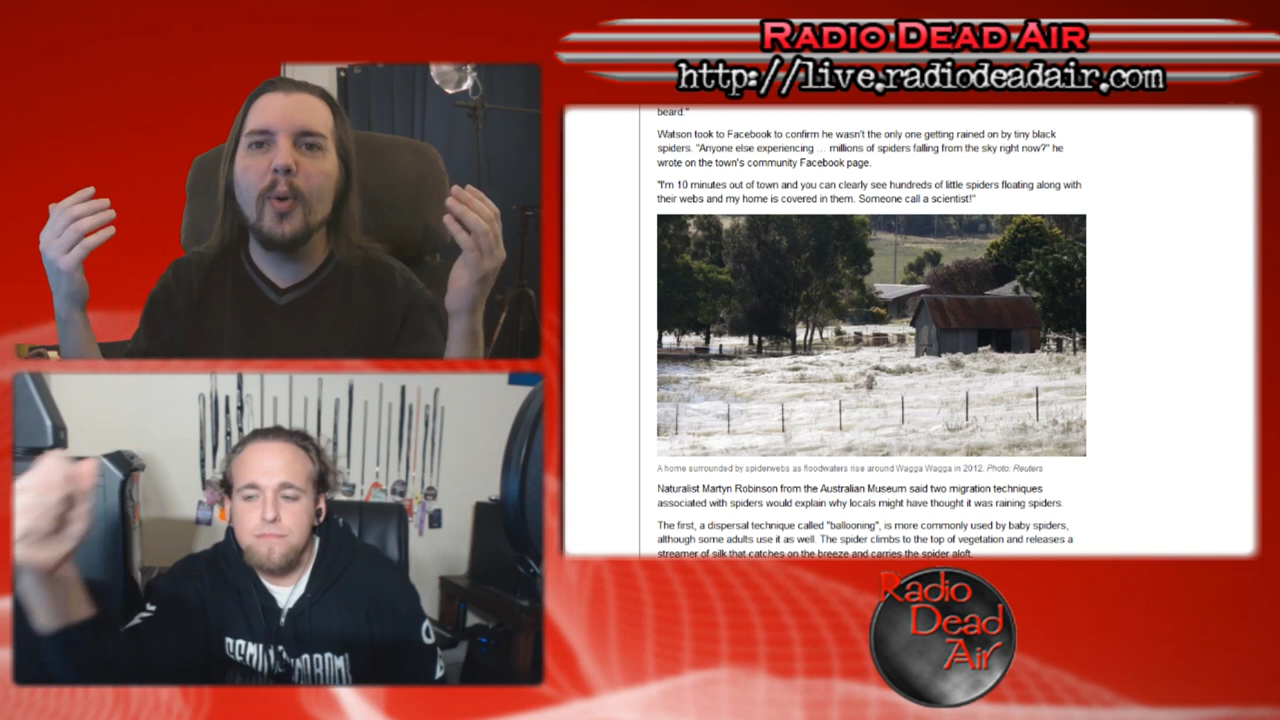 RADIO DEAD AIR
http://live.radiodeadair.com
beard."
Watson took to Facebook to confirm he wasn't the only one getting rained on by tiny black
spiders. "Anyone else experiencing ... millions of spiders falling from the sky right now?" he
wrote on the town's community Facebook page.
"I'm 10 minutes out of town and you can clearly see hundreds of little spiders floating along with
their webs and my home is covered in them. Someone call a scientist!"
A home surrounded by spiderwebs as floodwaters rise around Wagga Wagga in 2012. Photo: Reuters
Naturalist Martyn Robinson from the Australian Museum said two migration techniques
associated with spiders would explain why locals might have thought it was raining spiders.
The first, a dispersal technique called "ballooning", is more commonly used by baby spiders,
although some adults use it as well. The spider climbs to the top of vegetation and releases a
streamer of silk that catches on the breeze and carries the spider aloft.
Radio
Dead
Air